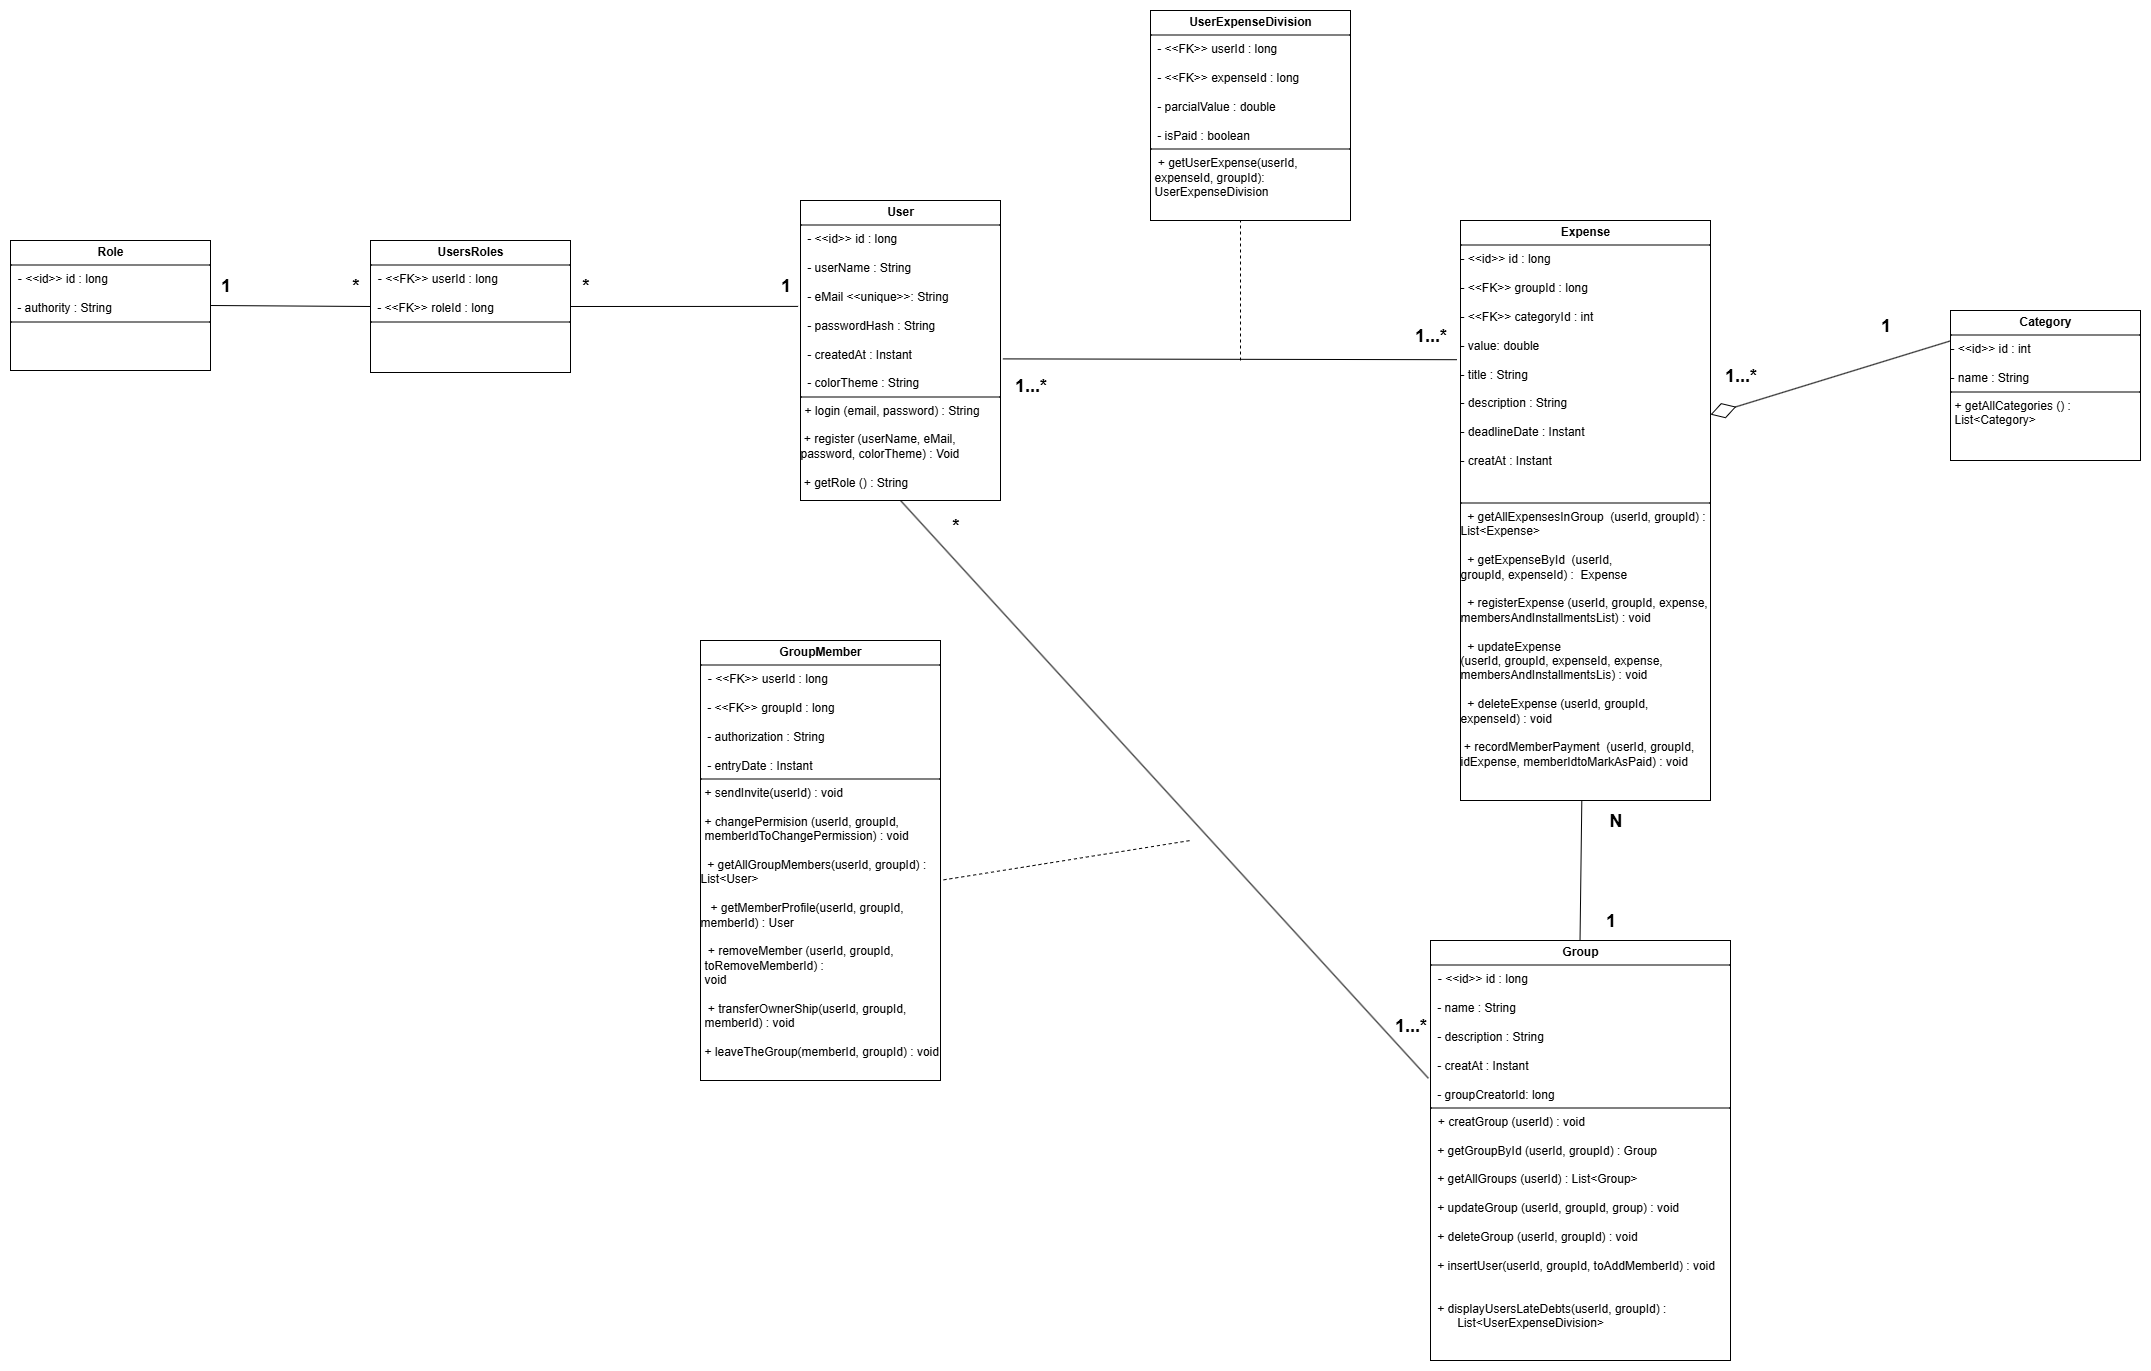 UserExpenseDivision
- <<FK>> userId : long
- <<FK>> expenseId : long
- parcialValue : double
- isPaid : boolean
+ getUserExpense(userId,
expenseId, groupId):
UserExpenseDivision
Role
- <<id>> id : long
- authority : String
1
*
UsersRoles
- <<FK>> userId : long
- <<FK>> roleId : long
*
1
User
- <<id>> id : long
- userName : String
- eMail <<unique>>: String
- passwordHash : String
- createdAt : Instant
- colorTheme : String
+ login (email, password) : String
+ register (userName, eMail,
password, colorTheme) : Void
+ getRole () : String
1...*
1...*
Expense
- <<id>> id : long
- <<FK>> groupId : long
- <<FK>> categoryId : int
- value: double
- title : String
- description : String
- deadlineDate : Instant
- creatAt : Instant
+ getAllExpensesInGroup (userId, groupId) :
List<Expense>
+ getExpenseById (userId,
groupId, expenseId) : Expense
+ registerExpense (userId, groupId, expense,
membersAndInstallmentsList) : void
+ updateExpense
(userId, groupId, expenseId, expense,
membersAndInstallmentsLis) : void
+ deleteExpense (userId, groupId,
expenseId) : void
+ recordMemberPayment (userId, groupId,
idExpense, memberIdtoMarkAsPaid) : void
1...*
1
Category
- <<id>> id : int
- name : String
+ getAllCategories () :
List<Category>
*
GroupMember
- <<FK>> userId : long
- <<FK>> groupId : long
- authorization : String
- entryDate : Instant
+ sendInvite(userId) : void
+ changePermision (userId, groupId,
memberIdToChangePermission) : void
+ getAllGroupMembers(userId, groupId) :
List<User>
+ getMemberProfile(userId, groupId,
memberId) : User
+ removeMember (userId, groupId,
toRemoveMemberId) :
void
+ transferOwnerShip(userId, groupId,
memberId) : void
+ leaveTheGroup(memberId, groupId) : void
N
1
1...*
Group
- <<id>> id : long
- name : String
- description : String
- creatAt : Instant
- groupCreatorId: long
+ creatGroup (userId) : void
+ getGroupById (userId, groupId) : Group
+ getAllGroups (userId) : List<Group>
+ updateGroup (userId, groupId, group) : void
+ deleteGroup (userId, groupId) : void
+ insertUser(userId, groupId, toAddMemberId) : void
+ displayUsersLateDebts(userId, groupId) :
List<UserExpenseDivision>